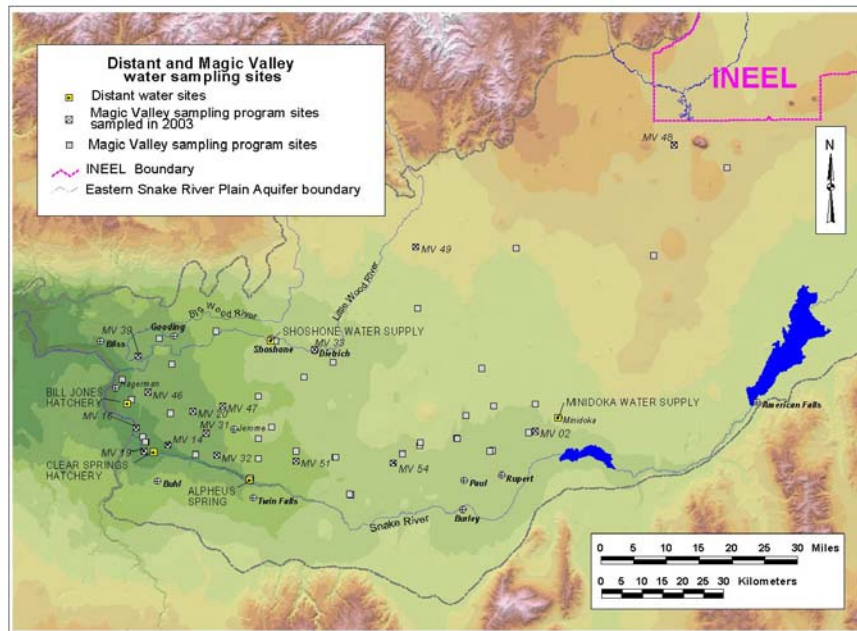 Distant and Magic Valley
water sampling sites
Distant water sites
Magic Valley sampling program sites
sampled in 2003
Magic Valley sampling program sites
INEEL Boundary
Eastern Snake River Plain Aquifer boundary
INEEL
N
MV 48
MV 49
Little Wood River
Big Wood River
MV 39
Gooding
Bliss
SHOSHONE WATER SUPPLY
Shoshone
MV 33
Dietrich
Hagerman
MV 46
BILL JONES
HATCHERY
MV 47
MV 20
MV 16
MV 31
Jerome
MV 14
MINIDOKA WATER SUPPLY
Minidoka
MV 02
American Falls
MV 19
CLEAR SPRINGS
HATCHERY
MV 32
MV 51
MV 54
Buhl
ALPHEUS
SPRING
Twin Falls
Paul
Rupert
Snake River
Burley
0 5 10 15 20 25 30 Miles
0 5 10 15 20 25 30 Kilometers